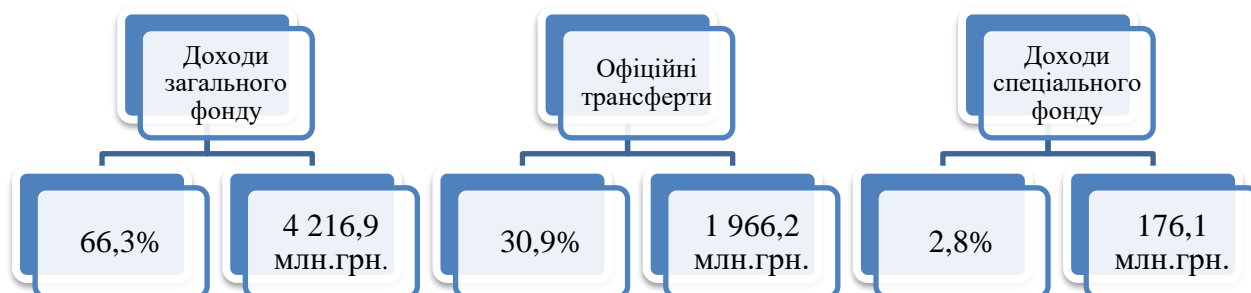 Доходи
загального
фонду
66,3%
4 216,9
млн.грн.
Офіційні
трансферти
30,9%
1 966,2
млн.грн.
Доходи
спеціального
фонду
2,8%
176,1
млн.грн.